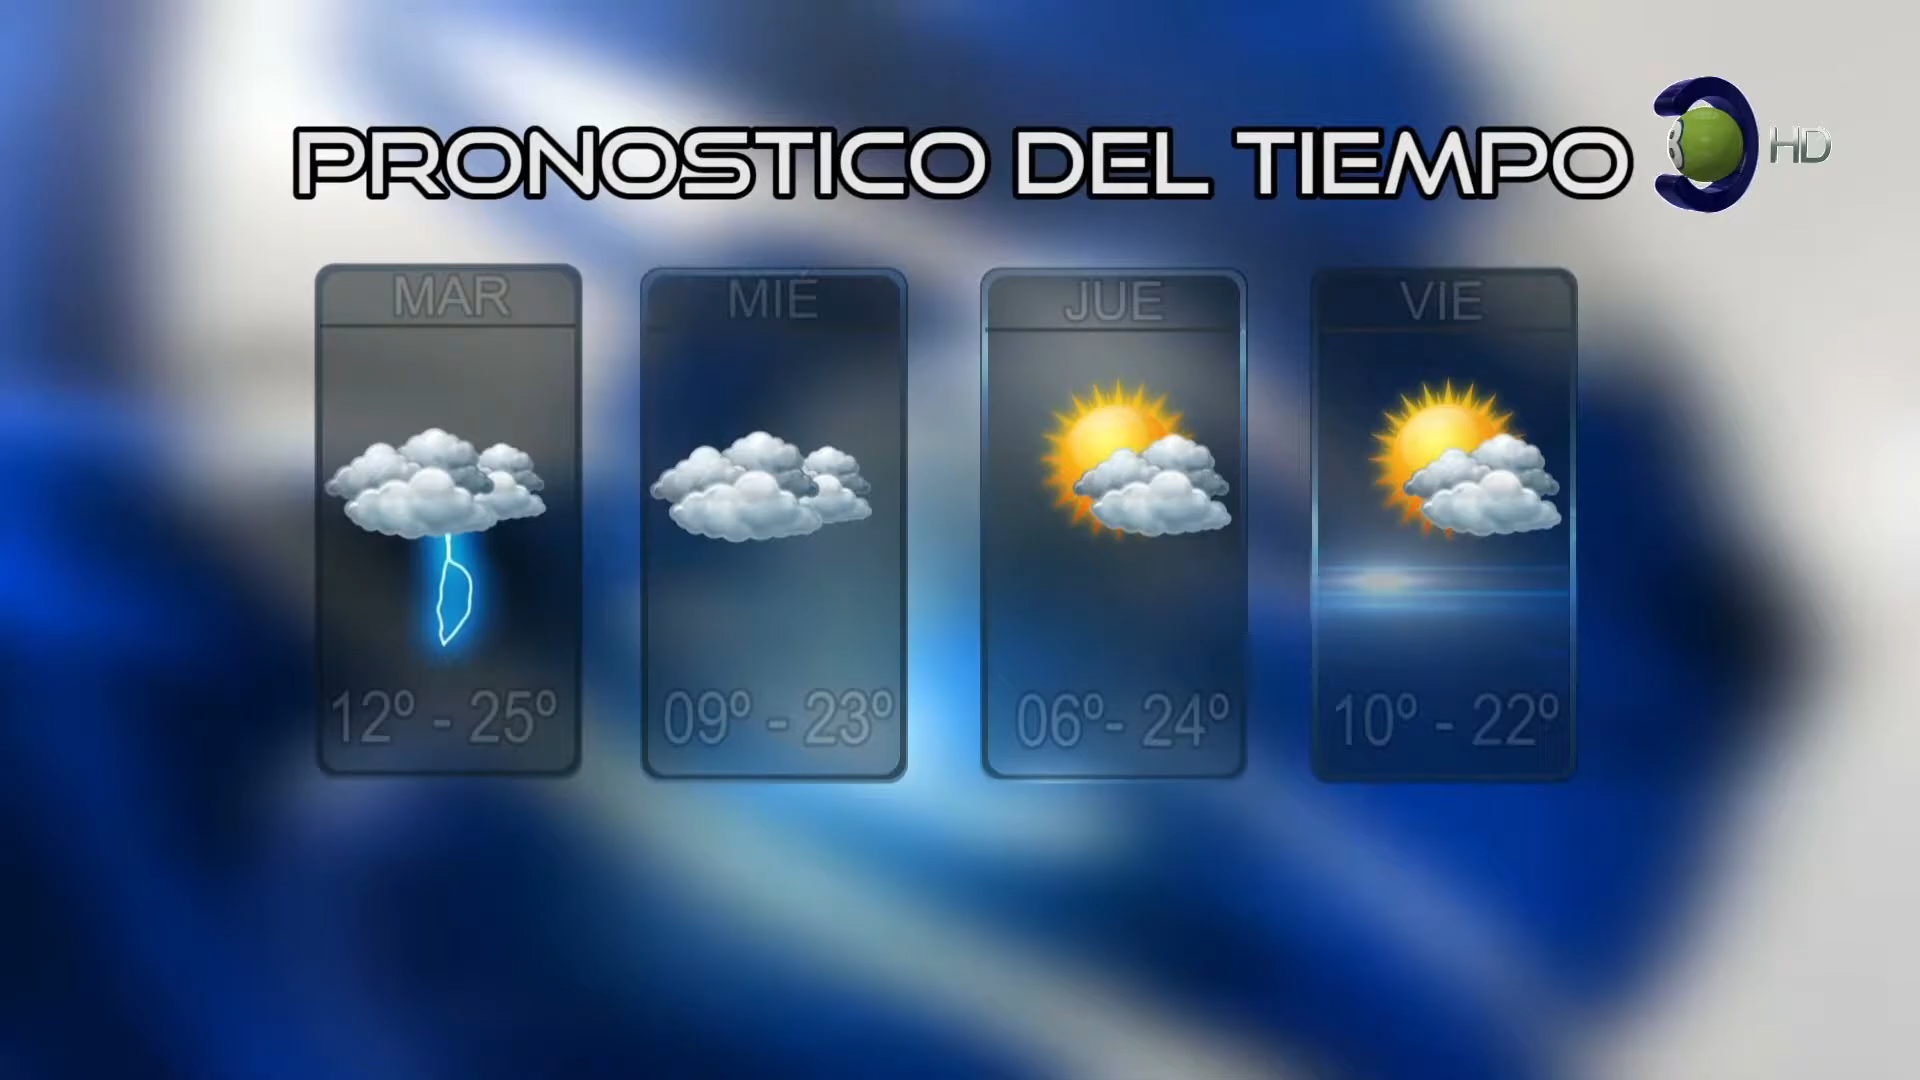 PRONOSTICO DEL TIEMPO
HD
MAR
MIÉ
JUE
VIE
12º - 25º
09º - 23º
06º- 24º
10º - 22º